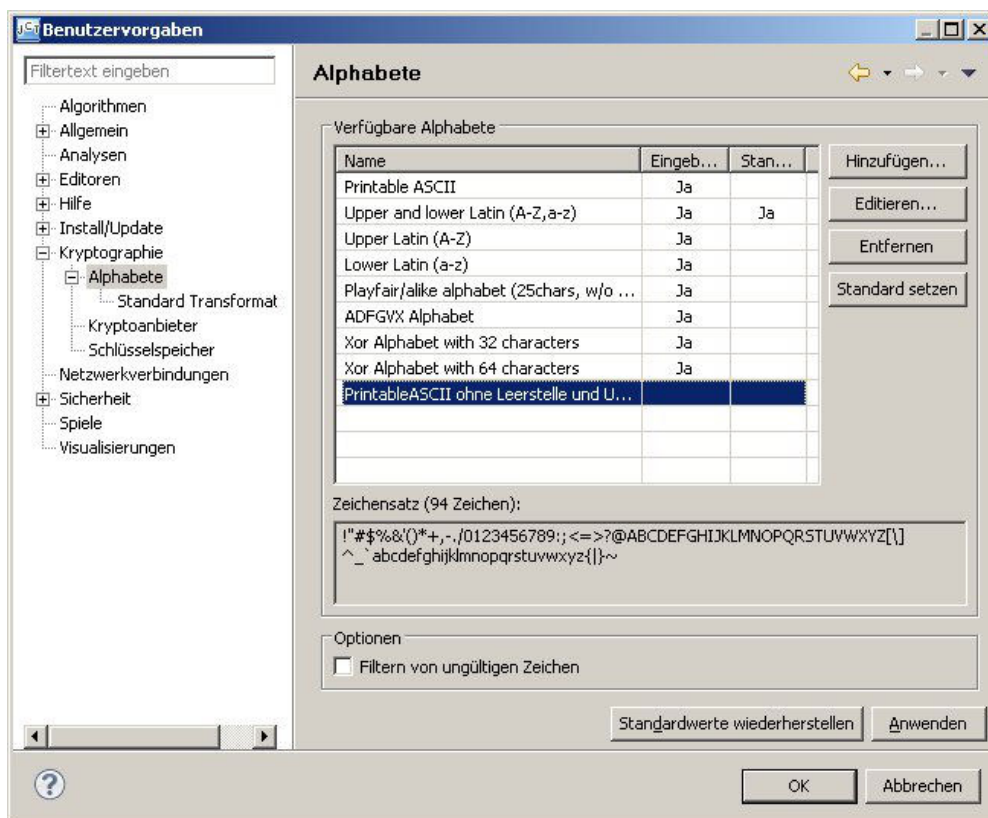 JCT Benutzervorgaben
Filtertext eingeben
Algorithmen
Allgemein
Analysen
Editoren
Hilfe
Install/Update
Kryptographie
Alphabete
Standard Transformat
Kryptoanbieter
Schlüsselspeicher
Netzwerkverbindungen
Sicherheit
Spiele
Visualisierungen
Alphabete
Verfügbare Alphabete
Name Eingeb... Stan...
Printable ASCII Ja
Upper and lower Latin (A-Z,a-z) Ja Ja
Upper Latin (A-Z) Ja
Lower Latin (a-z) Ja
Playfair/alike alphabet (25chars, w/o ... Ja
ADFGVX Alphabet Ja
Xor Alphabet with 32 characters Ja
Xor Alphabet with 64 characters Ja
PrintableASCII ohne Leerstelle und U...
Hinzufügen...
Editieren...
Entfernen
Standard setzen
Zeichensatz (94 Zeichen):
!"#$%&'()*+,-./0123456789:;<=>?@ABCDEFGHIJKLMNOPQRSTUVWXYZ[\]
^_`abcdefghijklmnopqrstuvwxyz{|}~
Optionen
Filtern von ungültigen Zeichen
Standardwerte wiederherstellen Anwenden
? OK Abbrechen